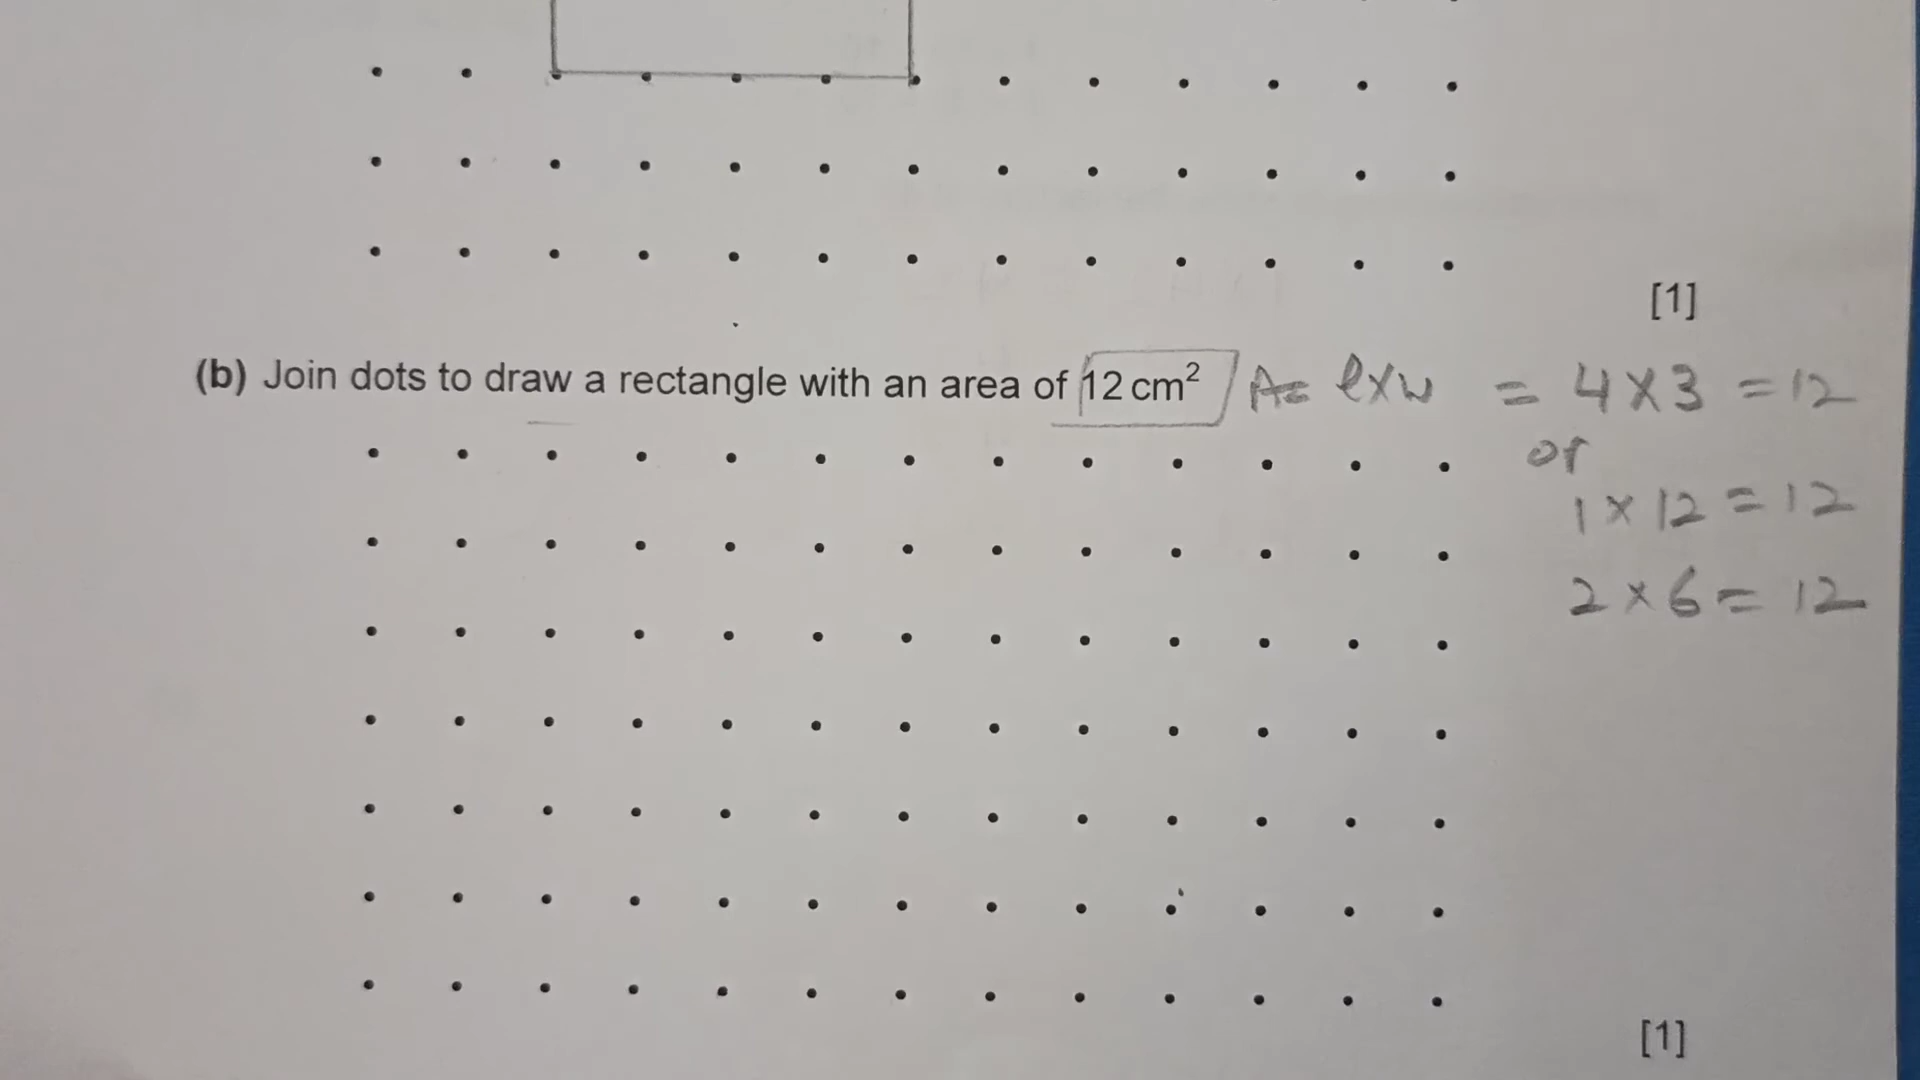 [1]
(b) Join dots to draw a rectangle with an area of 12 cm² A = l×w = 4 × 3 = 12
or
1 × 12 = 12
2 × 6 = 12
[1]